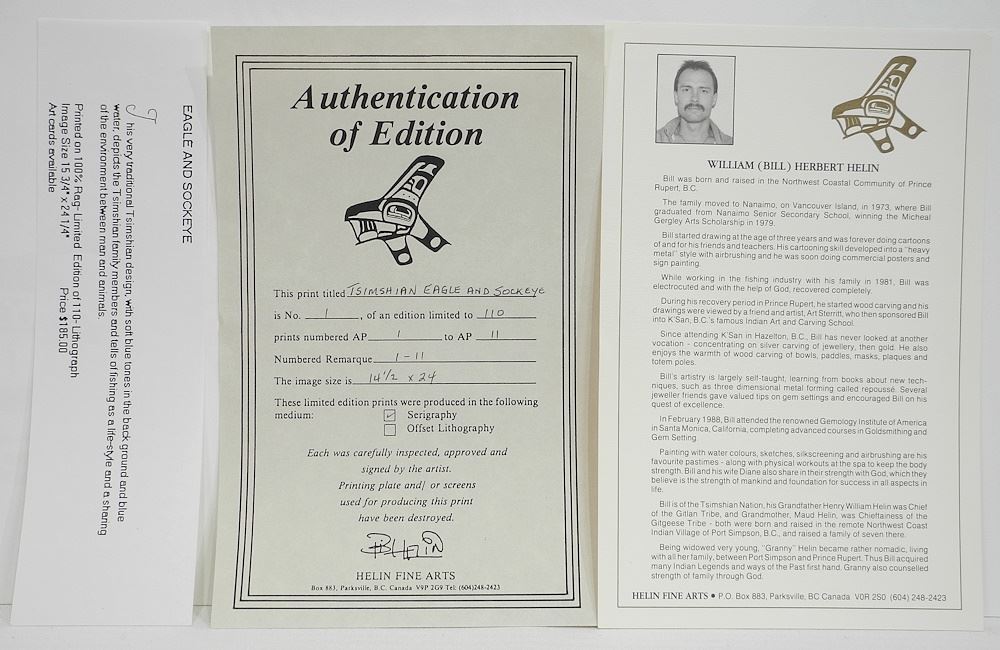 EAGLE AND SOCKEYE
This very traditional Tsimshian design, with soft blue tones in the background and blue
water, depicts the Tsimshian family members and tells of fishing as a life-style and a sharing
of the environment between man and animals.
Printed on 100% Rag- Limited Edition of 110- Lithograph
Image Size 15 3/4" x 24 1/4" Price $185.00
Art cards available
Authentication
of Edition
This print titled TSIMSHIAN EAGLE AND SOCKEYE
is No. 1, of an edition limited to 110
prints numbered AP 1 to AP 11
Numbered Remarque 1-11
The image size is 14 1/2 x 24
These limited edition prints were produced in the following
medium: Serigraphy
Offset Lithography
Each was carefully inspected, approved and
signed by the artist.
Printing plate and/ or screens
used for producing this print
have been destroyed.
B Helin
HELIN FINE ARTS
Box 883, Parksville, B.C. Canada V9P 2G9 Tel: (604)248-2423
WILLIAM (BILL) HERBERT HELIN
Bill was born and raised in the Northwest Coastal Community of Prince
Rupert, B.C.
The family moved to Nanaimo, on Vancouver Island, in 1973, where Bill
graduated from Nanaimo Senior Secondary School, winning the Micheal
Gergley Arts Scholarship in 1979.
Bill started drawing at the age of three years and was forever doing cartoons
of and for his friends and teachers. His cartooning skill developed into a "heavy
metal" style with airbrushing and he was soon doing commercial posters and
sign painting.
While working in the fishing industry with his family in 1981, Bill was
electrocuted and with the help of God, recovered completely.
During his recovery period in Prince Rupert, he started wood carving and his
drawings were viewed by a friend and artist, Art Sterritt, who then sponsored Bill
into K'San, B.C.'s famous Indian Art and Carving School.
Since attending K'San in Hazelton, B.C., Bill has never looked at another
vocation - concentrating on silver carving of jewellery, then gold. He also
enjoys the warmth of wood carving of bowls, paddles, masks, plaques and
totem poles.
Bill's artistry is largely self-taught, learning from books about new tech-
niques, such as three dimensional metal forming called repoussé. Several
jeweller friends gave valued tips on gem settings and encouraged Bill on his
quest of excellence.
In February 1988, Bill attended the renowned Gemology Institute of America
in Santa Monica, California, completing advanced courses in Goldsmithing and
Gem Setting.
Painting with water colours, sketches, silkscreening and airbrushing are his
favourite pastimes - along with physical workouts at the spa to keep the body
strength. Bill and his wife Diane also share in their strength with God, which they
believe is the strength of mankind and foundation for success in all aspects in
life.
Bill is of the Tsimshian Nation, his Grandfather Henry William Helin was Chief
of the Gitlan Tribe, and Grandmother, Maud Helin, was Chieftainess of the
Gitgeese Tribe - both were born and raised in the remote Northwest Coast
Indian Village of Port Simpson, B.C., and raised a family of seven there.
Being widowed very young, "Granny" Helin became rather nomadic, living
with all her family, between Port Simpson and Prince Rupert. Thus Bill acquired
many Indian Legends and ways of the Past first hand. Granny also counselled
strength of family through God.
HELIN FINE ARTS • P.O. Box 883, Parksville, BC Canada V0R 2S0 (604) 248-2423